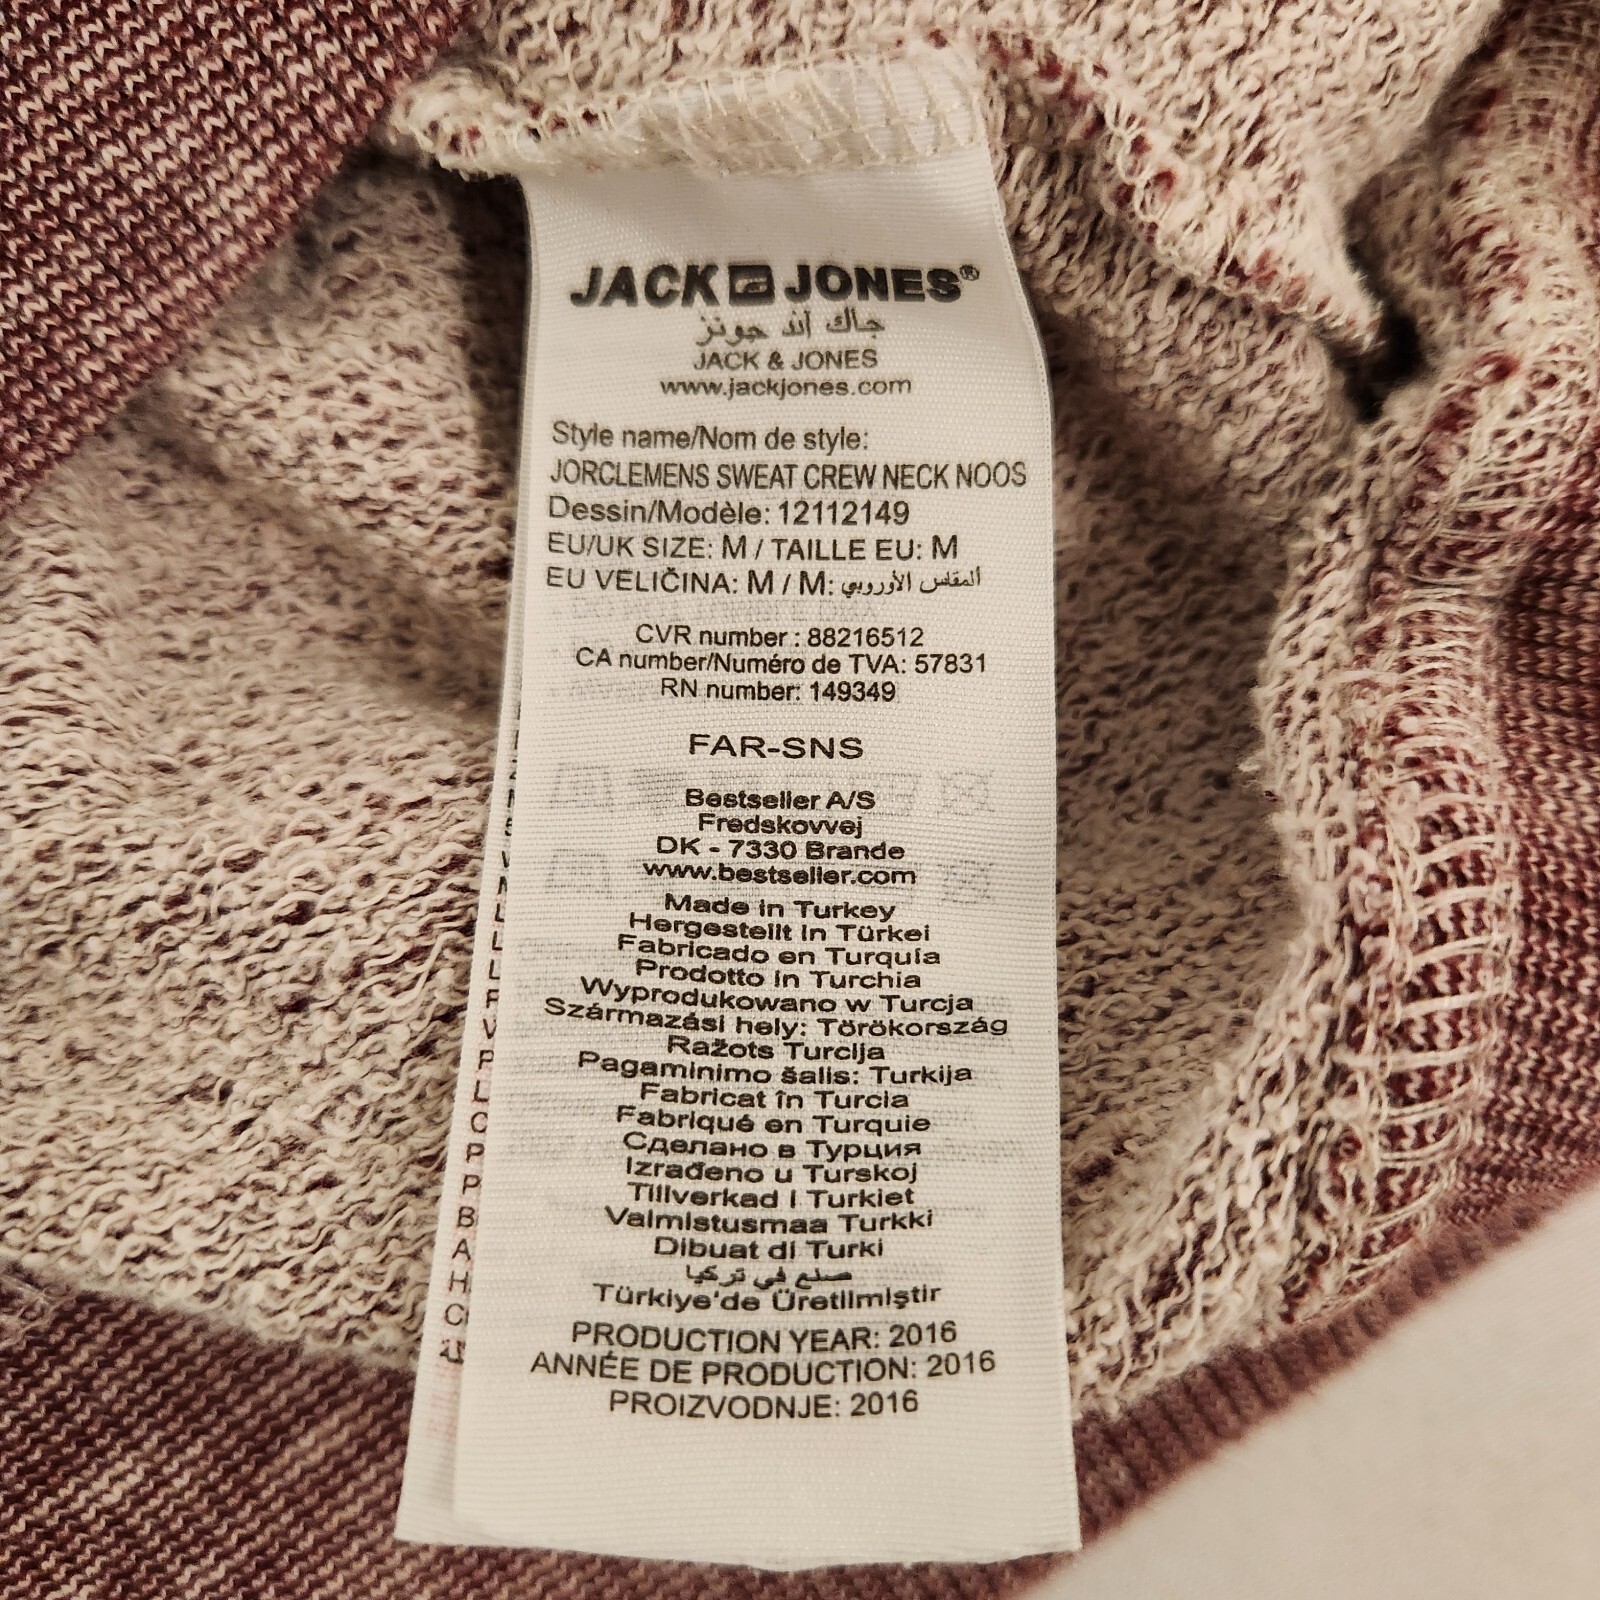 JACK JONES®
جاك آند جونز
JACK & JONES
www.jackjones.com
Style name/Nom de style:
JORCLEMENS SWEAT CREW NECK NOOS
Dessin/Modèle: 12112149
EU/UK SIZE: M / TAILLE EU: M
EU VELIČINA: M / M: المقاس الأوروبي
CVR number : 88216512
CA number/Numéro de TVA: 57831
RN number: 149349
FAR-SNS
Bestseller A/S
Fredskovvej
DK - 7330 Brande
www.bestseller.com
Made in Turkey
Hergestellt in Türkei
Fabricado en Turquía
Prodotto in Turchia
Wyprodukowano w Turcja
Származási hely: Törökország
Ražots Turcija
Pagaminimo šalis: Turkija
Fabricat în Turcia
Fabriqué en Turquie
Сделано в Турция
Izrađeno u Turskoj
Tillverkad i Turkiet
Valmistusmaa Turkki
Dibuat di Turki
صنع في تركيا
Türkiye'de Üretilmiştir
PRODUCTION YEAR: 2016
ANNÉE DE PRODUCTION: 2016
PROIZVODNJE: 2016